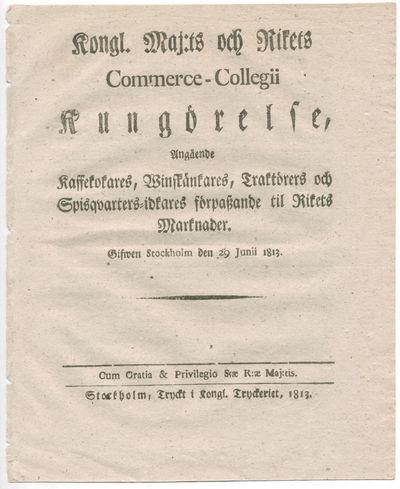 Kongl. Maj:ts och Rikets
Commerce-Collegii
Kungörelse,
Angående
Kaffekokares, Winskänkares, Traktörers och
Spisqvarters-idkares förpaßande til Rikets
Marknader.
Gifwen Stockholm den 29 Junii 1813.
Cum Gratia & Privilegio S:æ R:æ Maj:tis.
Stockholm, Tryckt i Kongl. Tryckeriet, 1813.